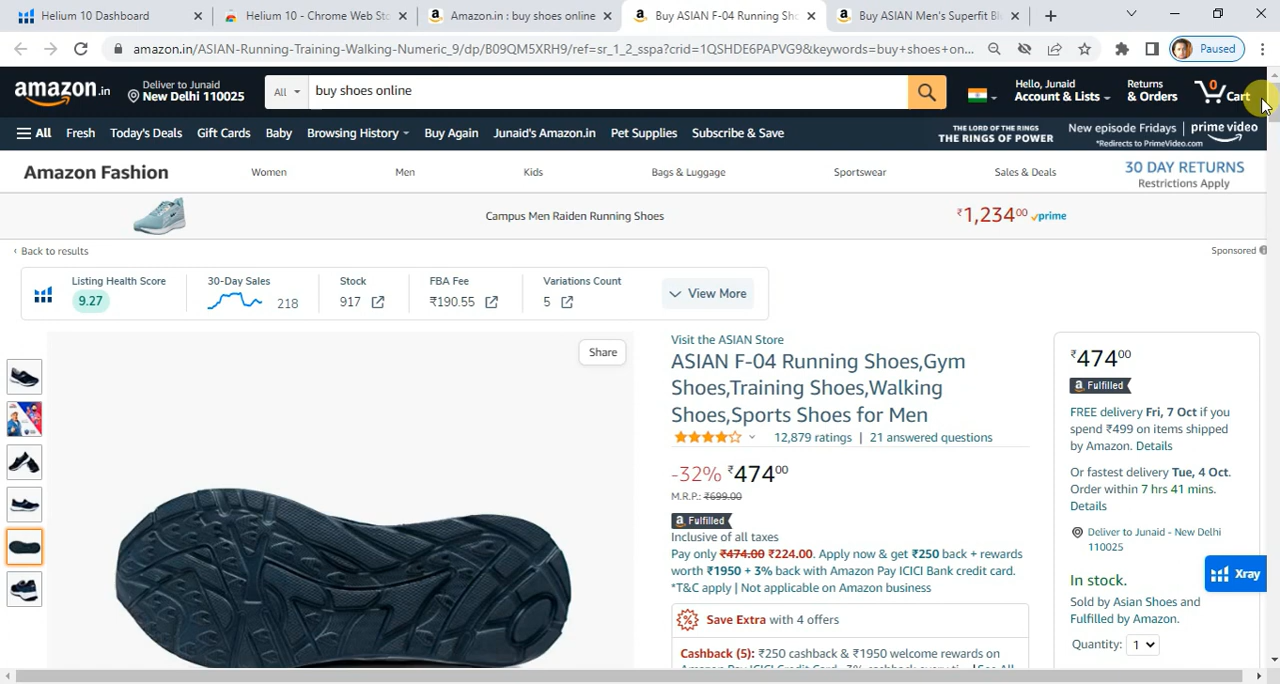 Helium 10 Dashboard
Helium 10 - Chrome Web Sto
Amazon.in : buy shoes online
Buy ASIAN F-04 Running Sho
Buy ASIAN Men's Superfit Bl
amazon.in/ASIAN-Running-Training-Walking-Numeric_9/dp/B09QM5XRH9/ref=sr_1_2_sspa?crid=1QSHDE6PAPVG9&keywords=buy+shoes+on...
Paused
amazon.in
Deliver to Junaid
New Delhi 110025
All
buy shoes online
Hello, Junaid
Account & Lists
Returns
& Orders
0
Cart
All
Fresh
Today's Deals
Gift Cards
Baby
Browsing History
Buy Again
Junaid's Amazon.in
Pet Supplies
Subscribe & Save
THE LORD OF THE RINGS
THE RINGS OF POWER
New episode Fridays
*Redirects to PrimeVideo.com
prime video
Amazon Fashion
Women
Men
Kids
Bags & Luggage
Sportswear
Sales & Deals
30 DAY RETURNS
Restrictions Apply
Campus Men Raiden Running Shoes
₹1,234⁰⁰ prime
‹ Back to results
Sponsored
Listing Health Score
9.27
30-Day Sales
218
Stock
917
FBA Fee
₹190.55
Variations Count
5
View More
Share
Visit the ASIAN Store
ASIAN F-04 Running Shoes,Gym
Shoes,Training Shoes,Walking
Shoes,Sports Shoes for Men
12,879 ratings | 21 answered questions
-32% ₹474⁰⁰
M.R.P.: ₹699.00
a Fulfilled
Inclusive of all taxes
Pay only ₹474.00 ₹224.00. Apply now & get ₹250 back + rewards
worth ₹1950 + 3% back with Amazon Pay ICICI Bank credit card.
*T&C apply | Not applicable on Amazon business
Save Extra with 4 offers
Cashback (5): ₹250 cashback & ₹1950 welcome rewards on
₹474⁰⁰
a Fulfilled
FREE delivery Fri, 7 Oct if you
spend ₹499 on items shipped
by Amazon. Details
Or fastest delivery Tue, 4 Oct.
Order within 7 hrs 41 mins.
Details
Deliver to Junaid - New Delhi
110025
Xray
In stock.
Sold by Asian Shoes and
Fulfilled by Amazon.
Quantity: 1